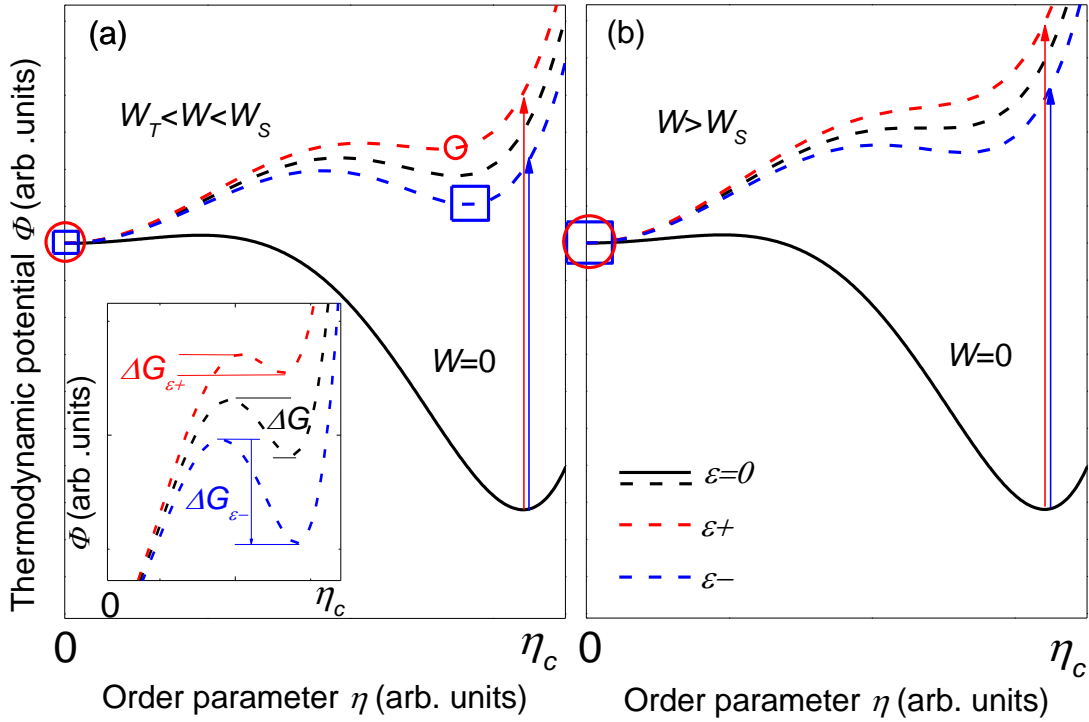 Thermodynamic potential Φ (arb .units)
(a)
W_T<W<W_S
W=0
Φ (arb .units)
ΔG_ε+
ΔG
ΔG_ε−
0
η_c
0
η_c
Order parameter η (arb. units)
(b)
W>W_S
W=0
ε=0
ε+
ε−
0
η_c
Order parameter η (arb. units)